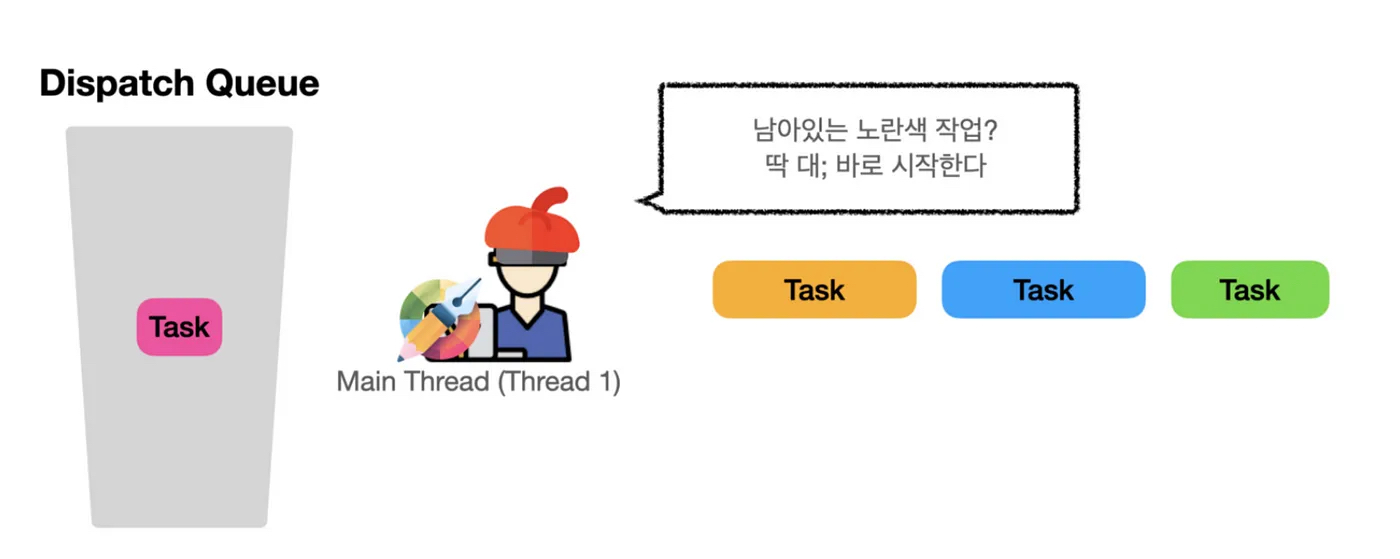 Dispatch Queue
남아있는 노란색 작업?
딱 대; 바로 시작한다
Task
Task
Task
Task
Main Thread (Thread 1)